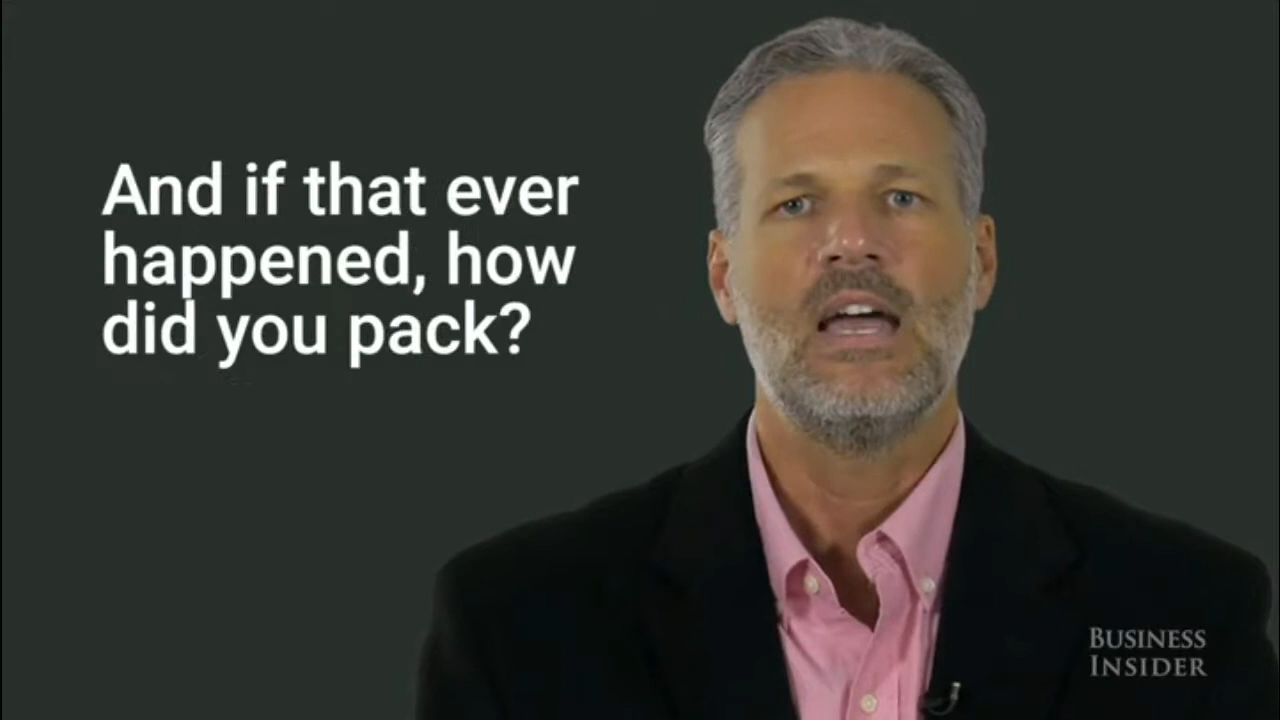 And if that ever
happened, how
did you pack?
BUSINESS
INSIDER